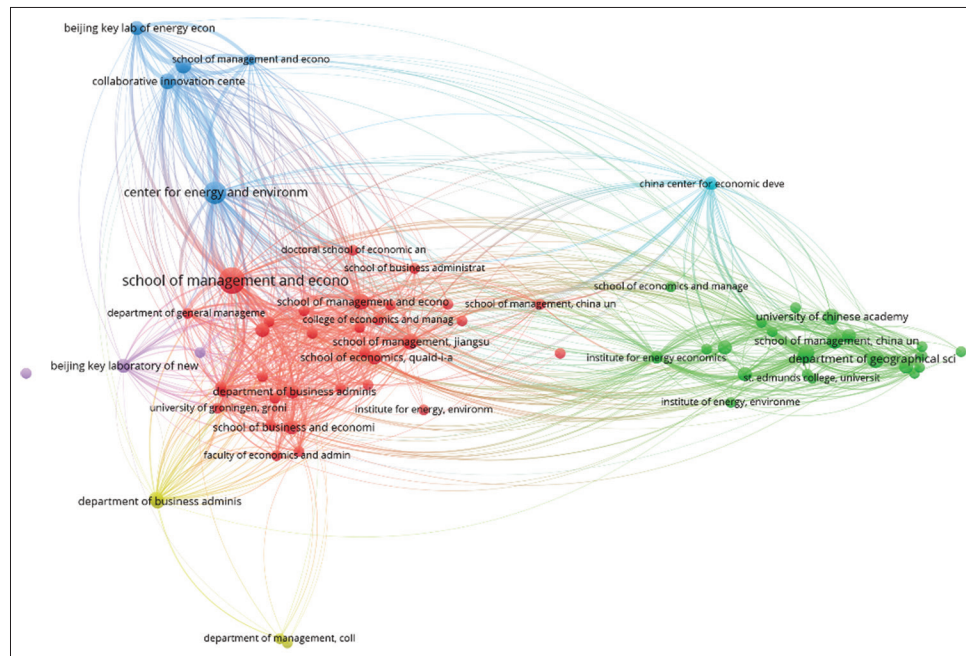 beijing key lab of energy econ
school of management and econo
collaborative innovation cente
center for energy and environm
china center for economic deve
doctoral school of economic an
school of business administrat
school of management and econo
school of economics and manage
school of management and econo
school of management, china un
department of general manageme
college of economics and manag
university of chinese academy
school of management, jiangsu
school of management, china un
school of economics, quaid-i-a
institute for energy economics
department of geographical sci
beijing key laboratory of new
st. edmunds college, universit
department of business adminis
institute of energy, environme
university of groningen, groni
institute for energy, environm
school of business and economi
faculty of economics and admin
department of business adminis
department of management, coll